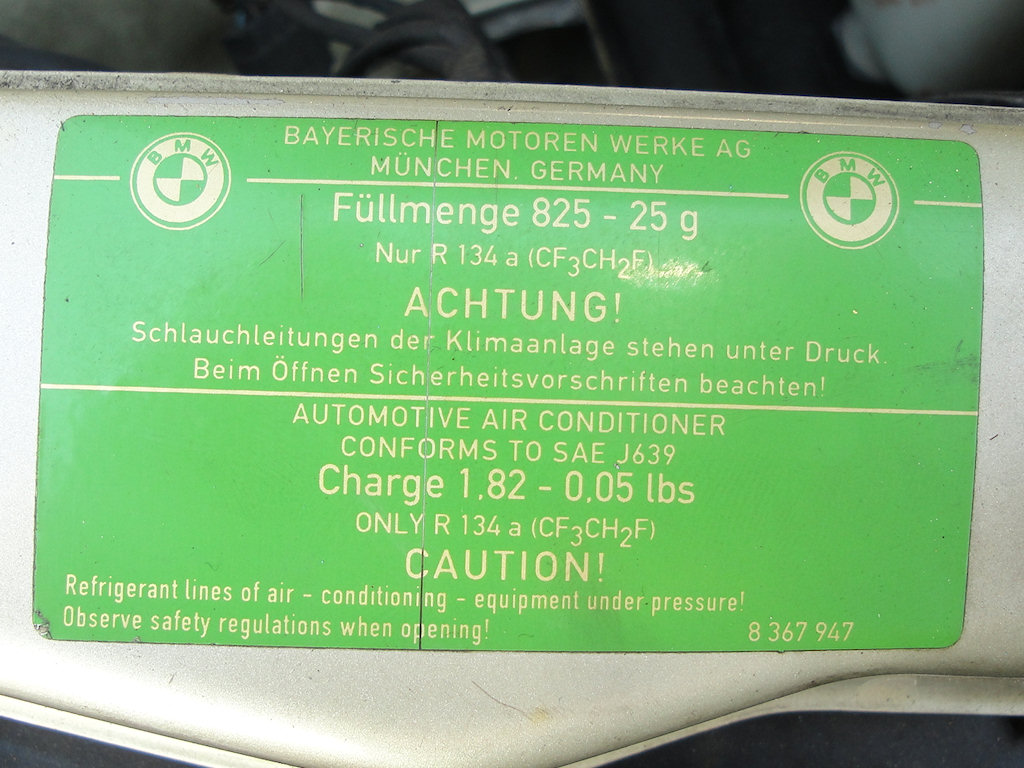 BMW
BAYERISCHE MOTOREN WERKE AG
MÜNCHEN. GERMANY
BMW
Füllmenge 825 - 25 g
Nur R 134 a (CF3CH2F)
ACHTUNG!
Schlauchleitungen der Klimaanlage stehen unter Druck.
Beim Öffnen Sicherheitsvorschriften beachten!
AUTOMOTIVE AIR CONDITIONER
CONFORMS TO SAE J639
Charge 1.82 - 0.05 lbs
ONLY R 134 a (CF3CH2F)
CAUTION!
Refrigerant lines of air - conditioning - equipment under pressure!
Observe safety regulations when opening!
8 367 947